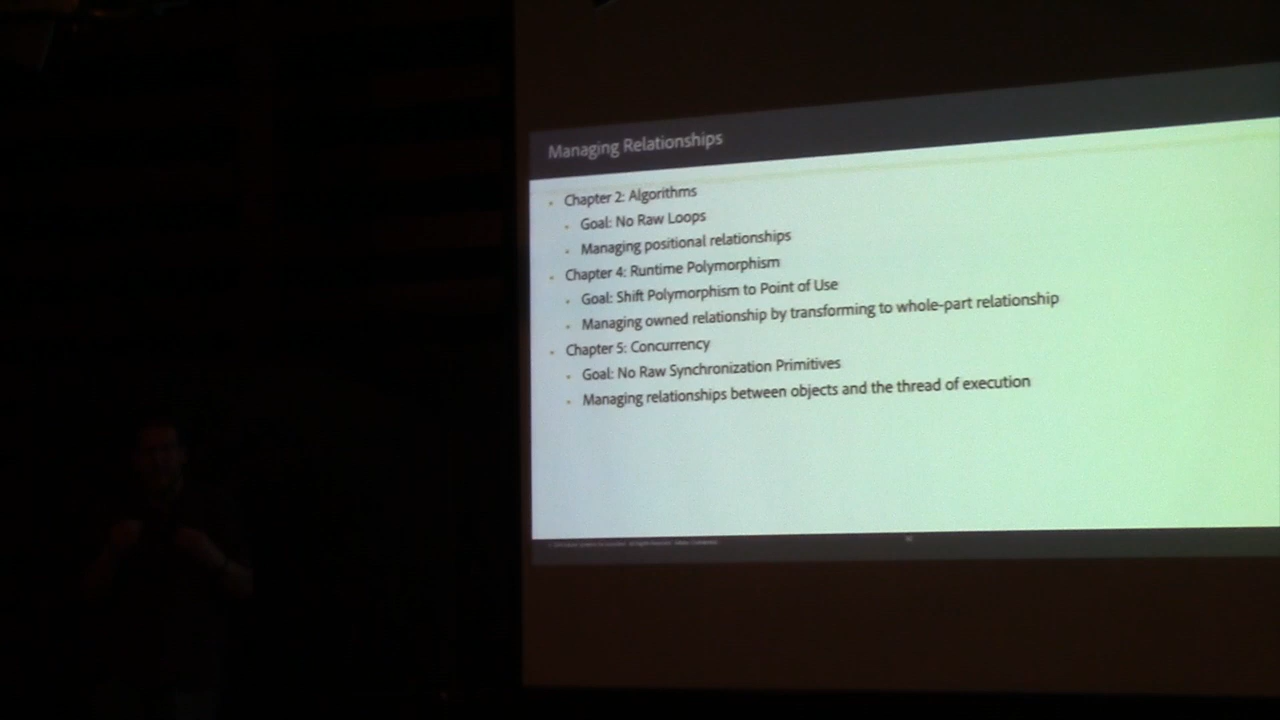 Managing Relationships
Chapter 2: Algorithms
Goal: No Raw Loops
Managing positional relationships
Chapter 4: Runtime Polymorphism
Goal: Shift Polymorphism to Point of Use
Managing owned relationship by transforming to whole-part relationship
Chapter 5: Concurrency
Goal: No Raw Synchronization Primitives
Managing relationships between objects and the thread of execution